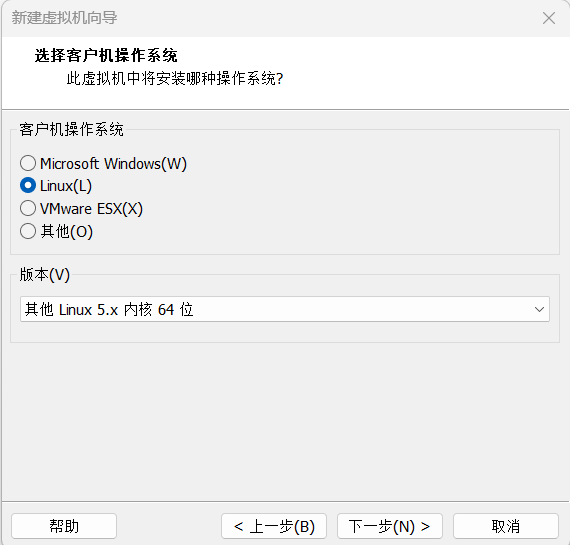 新建虚拟机向导
选择客户机操作系统
此虚拟机中将安装哪种操作系统?
客户机操作系统
Microsoft Windows(W)
Linux(L)
VMware ESX(X)
其他(O)
版本(V)
其他 Linux 5.x 内核 64 位
帮助
< 上一步(B)
下一步(N) >
取消